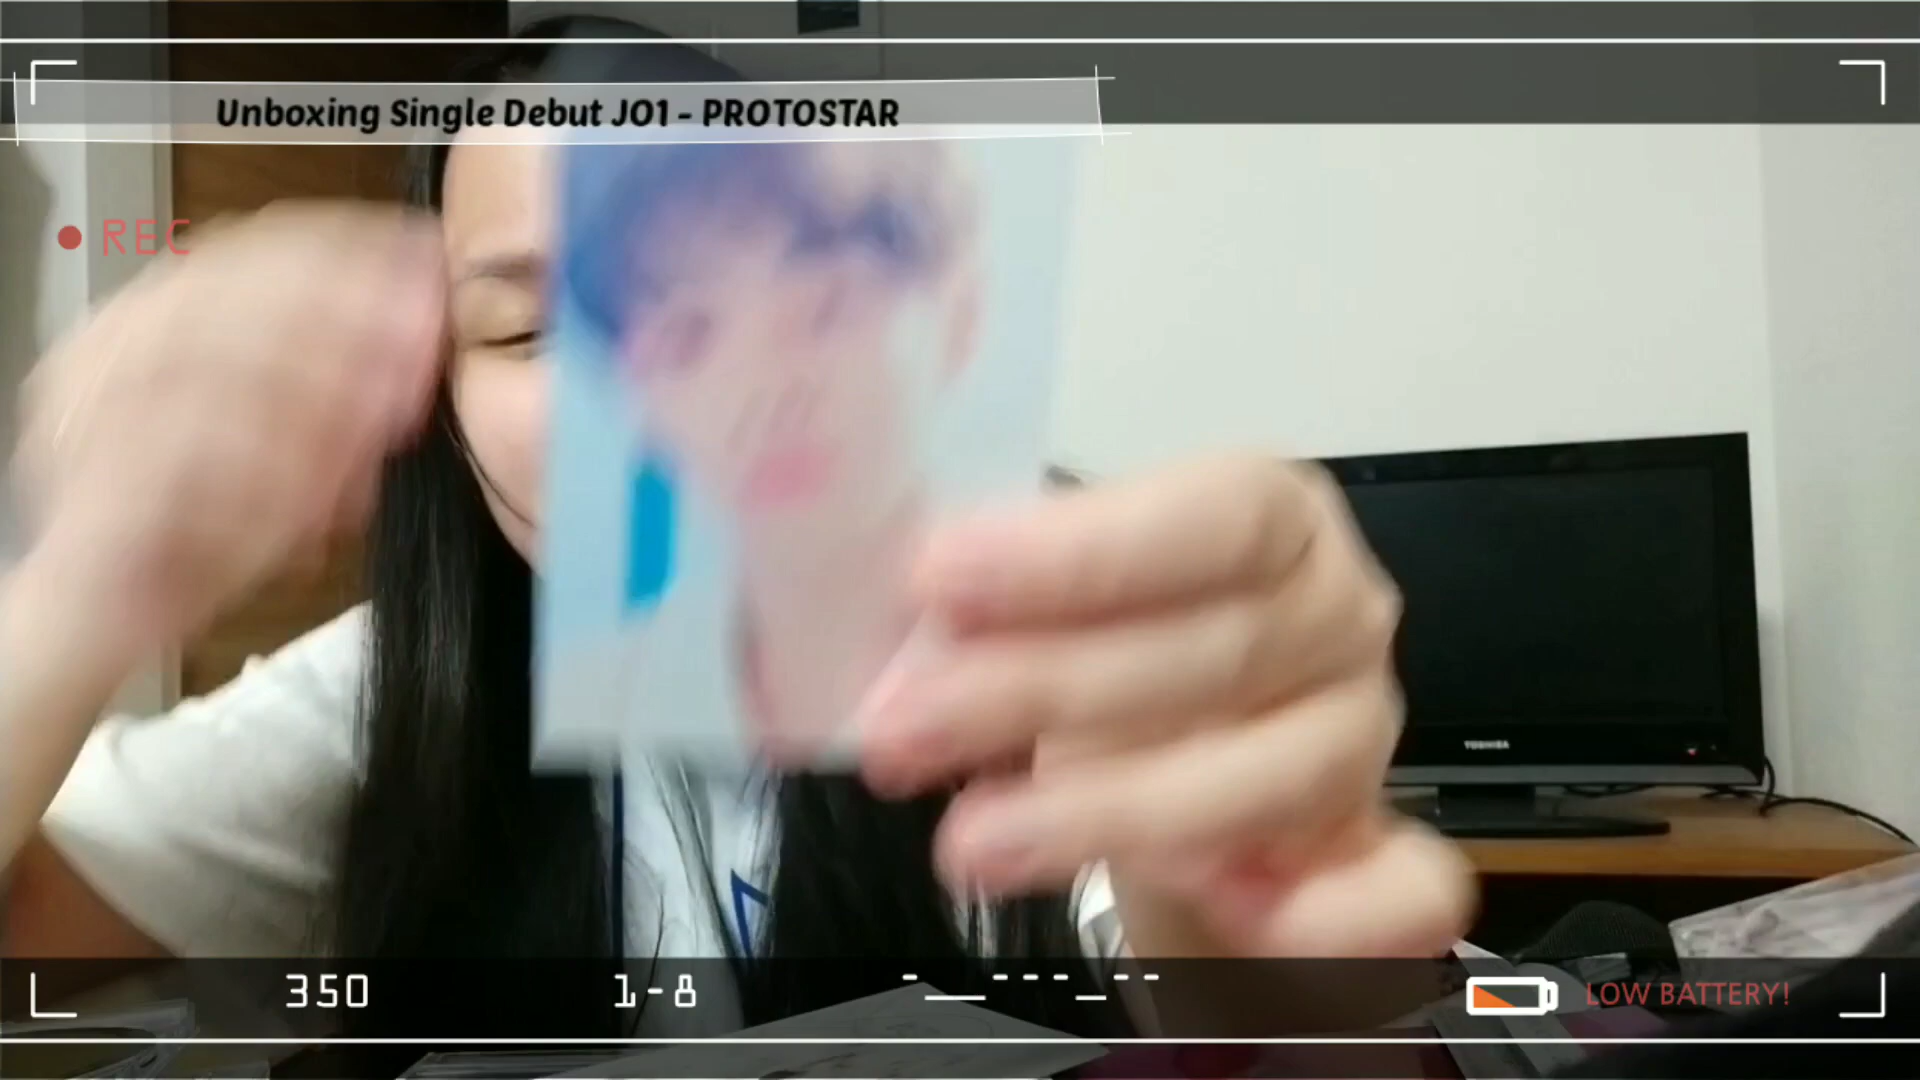 Unboxing Single Debut JO1 - PROTOSTAR
REC
TOSHIBA
350
1-8
LOW BATTERY!